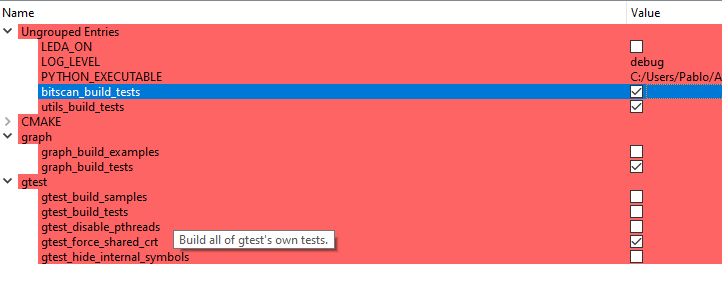 Name Value
Ungrouped Entries
LEDA_ON
LOG_LEVEL debug
PYTHON_EXECUTABLE C:/Users/Pablo/A
bitscan_build_tests
utils_build_tests
CMAKE
graph
graph_build_examples
graph_build_tests
gtest
gtest_build_samples
gtest_build_tests
gtest_disable_pthreads
gtest_force_shared_crt
Build all of gtest's own tests.
gtest_hide_internal_symbols